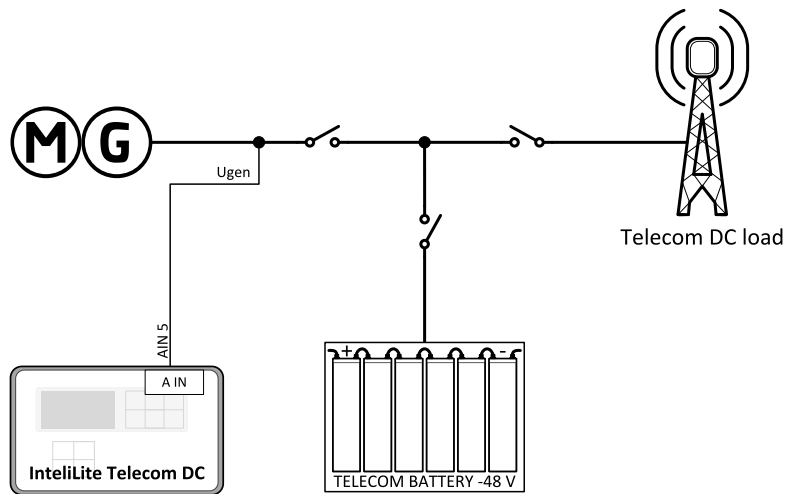 M G
Ugen
Telecom DC load
AIN 5
A IN
+ -
InteliLite Telecom DC
TELECOM BATTERY -48 V